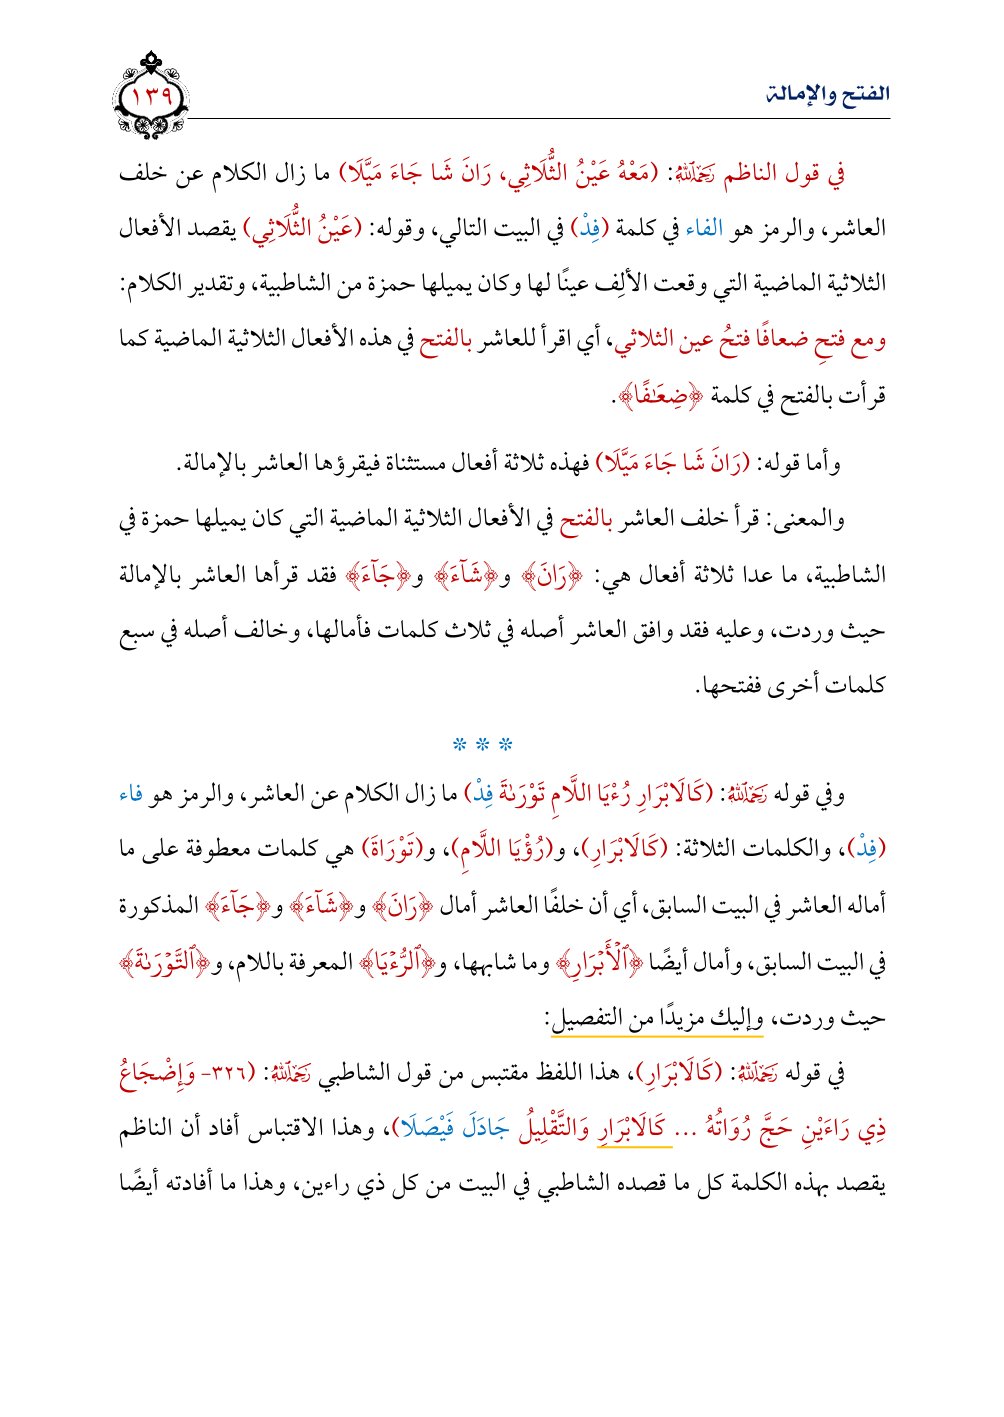 الفتح والإمالة
١٣٩
في قول الناظم رَحِمَهُ ٱللَّهُ: (مَعْهُ عَيْنُ الثُّلَاثِي، رَانَ شَا جَاءَ مَيَّلَا) ما زال الكلام عن خلف
العاشر، والرمز هو الفاء في كلمة (فِدْ) في البيت التالي، وقوله: (عَيْنُ الثُّلَاثِي) يقصد الأفعال
الثلاثية الماضية التي وقعت الألِف عينًا لها وكان يميلها حمزة من الشاطبية، وتقدير الكلام:
ومع فتحِ ضعافًا فتحُ عين الثلاثي، أي اقرأ للعاشر بالفتح في هذه الأفعال الثلاثية الماضية كما
قرأت بالفتح في كلمة ﴿ضِعَٰفًا﴾.
وأما قوله: (رَانَ شَا جَاءَ مَيَّلَا) فهذه ثلاثة أفعال مستثناة فيقرؤها العاشر بالإمالة.
والمعنى: قرأ خلف العاشر بالفتح في الأفعال الثلاثية الماضية التي كان يميلها حمزة في
الشاطبية، ما عدا ثلاثة أفعال هي: ﴿رَانَ﴾ و﴿شَآءَ﴾ و﴿جَآءَ﴾ فقد قرأها العاشر بالإمالة
حيث وردت، وعليه فقد وافق العاشر أصله في ثلاث كلمات فأمالها، وخالف أصله في سبع
كلمات أخرى ففتحها.
* * *
وفي قوله رَحِمَهُ ٱللَّهُ: (كَالَابْرَارِ رُءْيَا اللَّامِ تَوْرَىٰةَ فِدْ) ما زال الكلام عن العاشر، والرمز هو فاء
(فِدْ)، والكلمات الثلاثة: (كَالَابْرَارِ)، و(رُؤْيَا اللَّامِ)، و(تَوْرَاةَ) هي كلمات معطوفة على ما
أماله العاشر في البيت السابق، أي أن خلفًا العاشر أمال ﴿رَانَ﴾ و﴿شَآءَ﴾ و﴿جَآءَ﴾ المذكورة
في البيت السابق، وأمال أيضًا ﴿ٱلْأَبْرَارِ﴾ وما شابهها، و﴿ٱلرُّءْيَا﴾ المعرفة باللام، و﴿ٱلتَّوْرَىٰةَ﴾
حيث وردت، وإليك مزيدًا من التفصيل:
في قوله رَحِمَهُ ٱللَّهُ: (كَالَابْرَارِ)، هذا اللفظ مقتبس من قول الشاطبي رَحِمَهُ ٱللَّهُ: (٣٢٦- وَإِضْجَاعُ
ذِي رَاءَيْنِ حَجَّ رُوَاتُهُ ... كَالَابْرَارِ وَالتَّقْلِيلُ جَادَلَ فَيْصَلَا)، وهذا الاقتباس أفاد أن الناظم
يقصد بهذه الكلمة كل ما قصده الشاطبي في البيت من كل ذي راءين، وهذا ما أفادته أيضًا